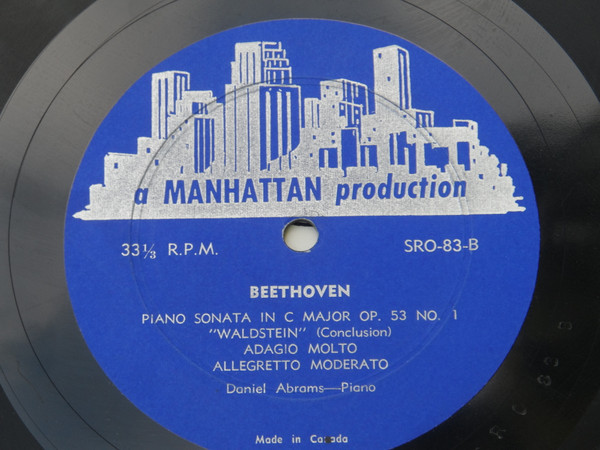 a MANHATTAN production
33⅓ R.P.M. SRO-83-B
BEETHOVEN
PIANO SONATA IN C MAJOR OP. 53 NO. 1
"WALDSTEIN" (Conclusion)
ADAGIO MOLTO
ALLEGRETTO MODERATO
Daniel Abrams—Piano
Made in Canada